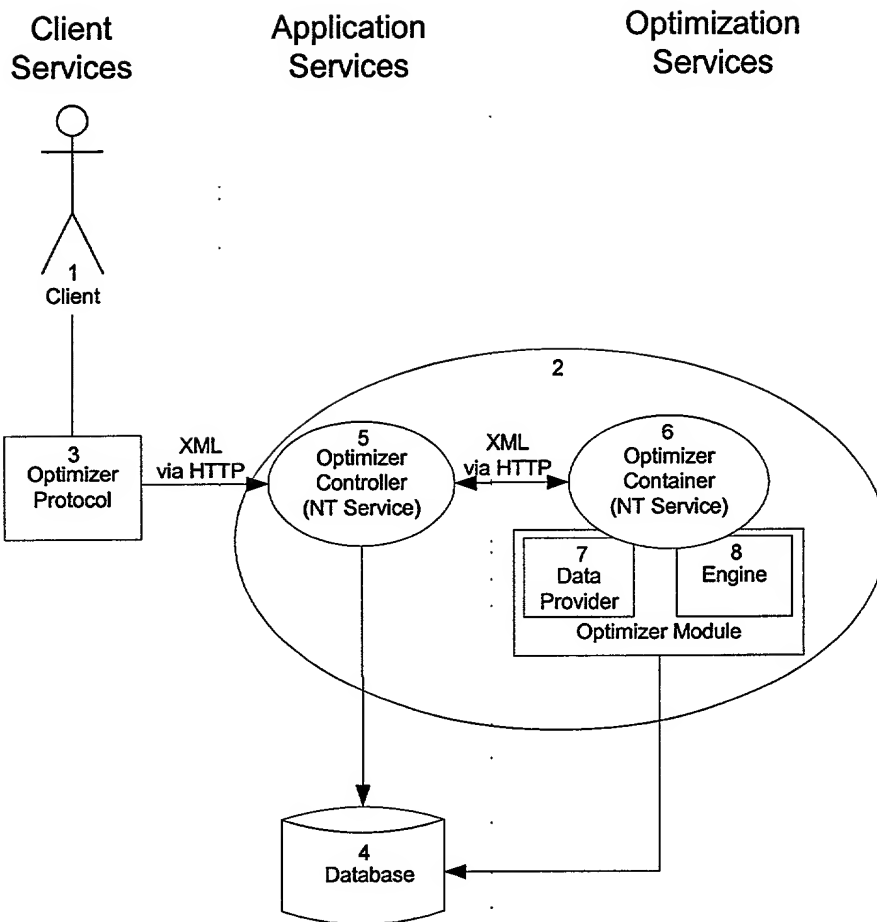 Client
Services
Application
Services
Optimization
Services
1
Client
2
3
Optimizer
Protocol
XML
via HTTP
5
Optimizer
Controller
(NT Service)
XML
via HTTP
6
Optimizer
Container
(NT Service)
7
Data
Provider
8
Engine
Optimizer Module
4
Database